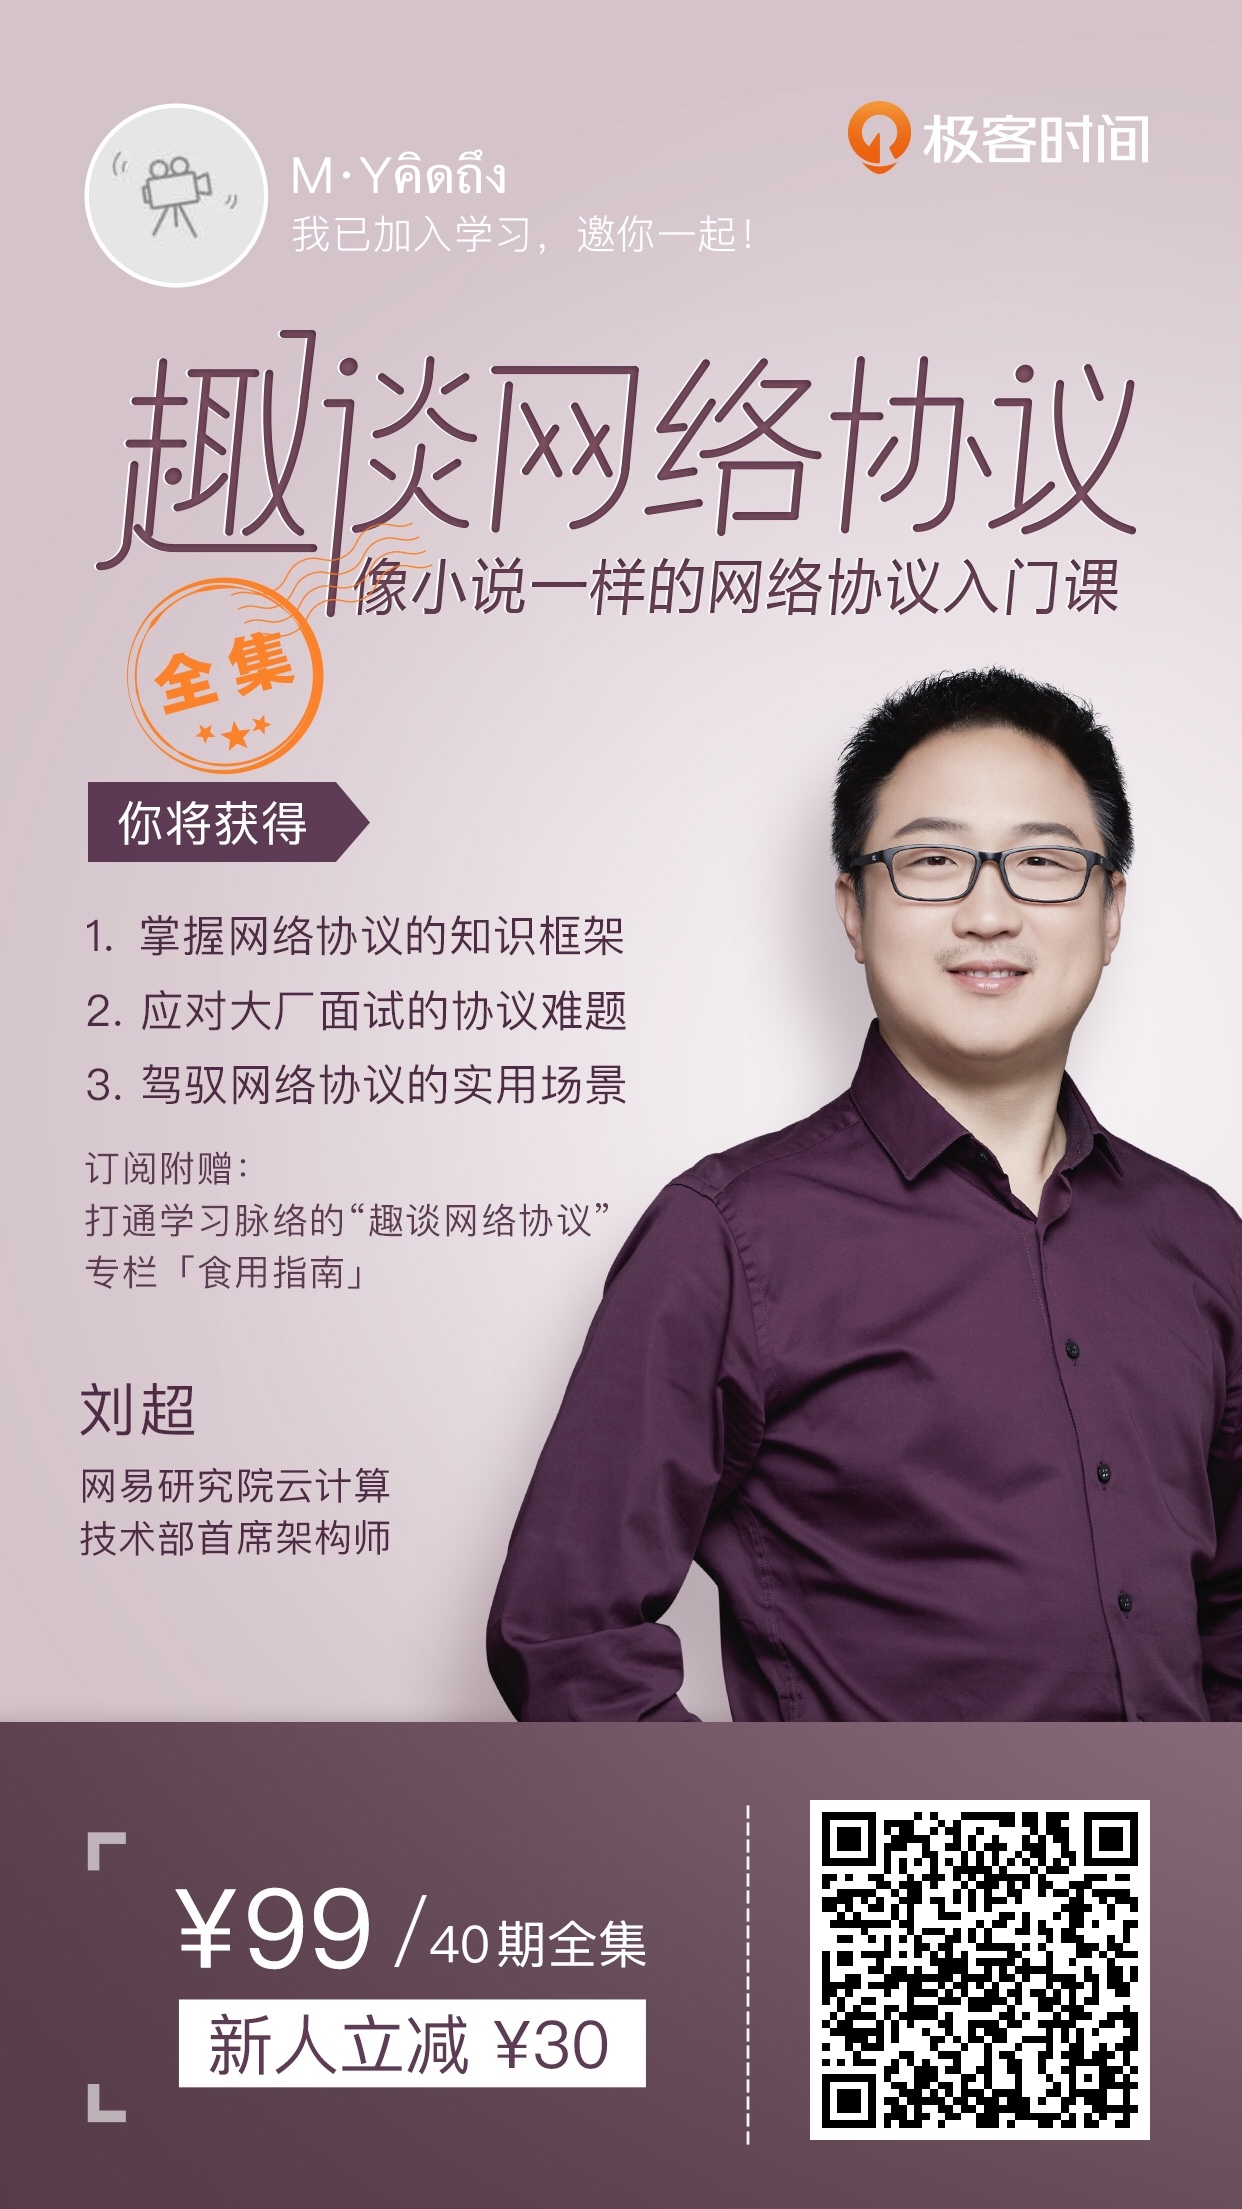 极客时间
M·Yคิดถึง
我已加入学习，邀你一起！
趣谈网络协议
像小说一样的网络协议入门课
全集
你将获得
1. 掌握网络协议的知识框架
2. 应对大厂面试的协议难题
3. 驾驭网络协议的实用场景
订阅附赠：
打通学习脉络的“趣谈网络协议”
专栏「食用指南」
刘超
网易研究院云计算
技术部首席架构师
¥99/40期全集
新人立减 ¥30